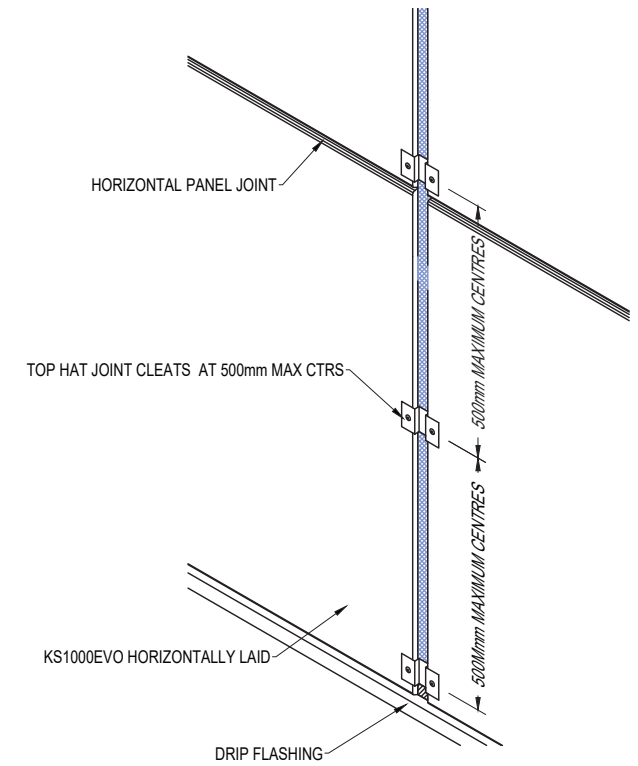 HORIZONTAL PANEL JOINT
500mm MAXIMUM CENTRES
TOP HAT JOINT CLEATS AT 500mm MAX CTRS
500Mmm MAXIMUM CENTRES
KS1000EVO HORIZONTALLY LAID
DRIP FLASHING